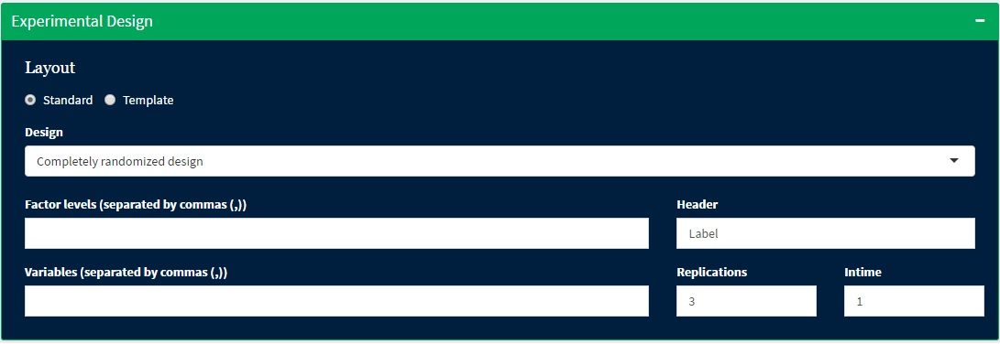 Experimental Design
Layout
Standard Template
Design
Completely randomized design
Factor levels (separated by commas (,)) Header
Label
Variables (separated by commas (,)) Replications Intime
3 1